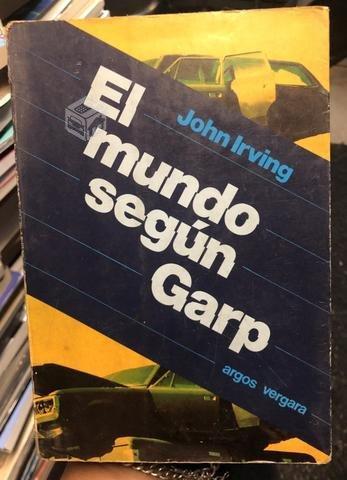 El
mundo
según
Garp
John Irving
argos vergara